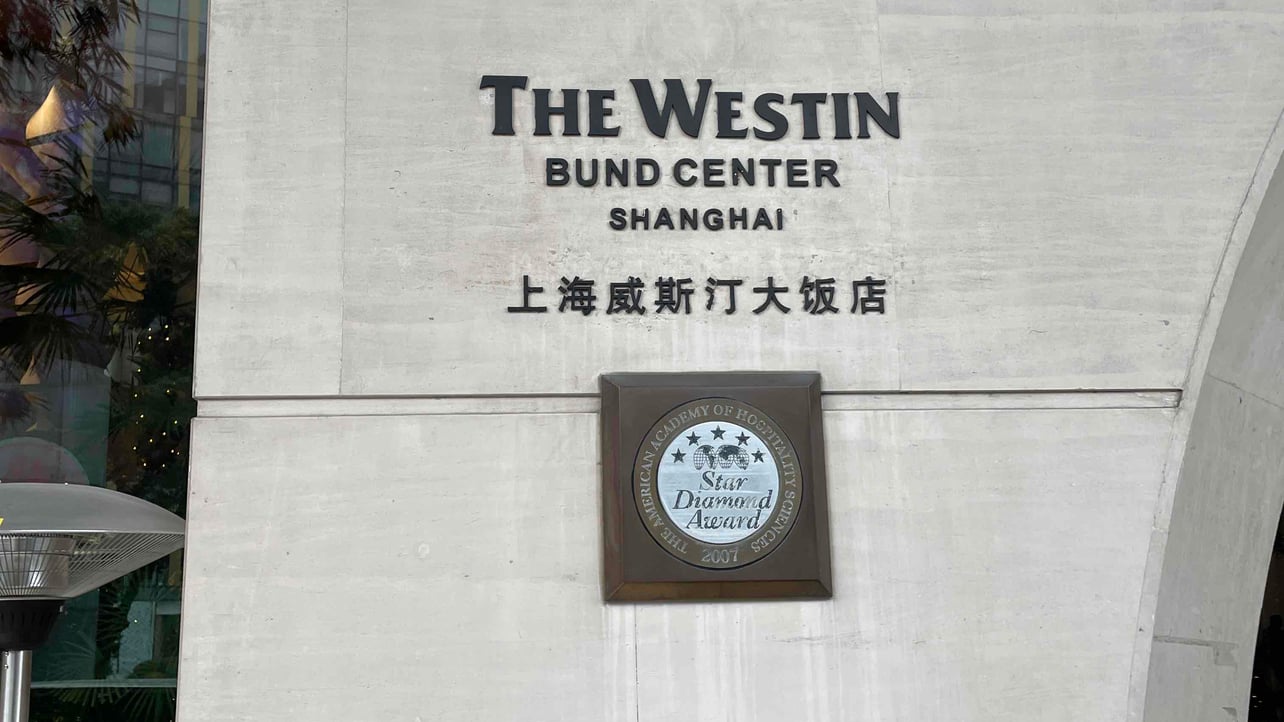 THE WESTIN
BUND CENTER
SHANGHAI
上海威斯汀大饭店
THE AMERICAN ACADEMY OF HOSPITALITY SCIENCES
Star
Diamond
Award
2007